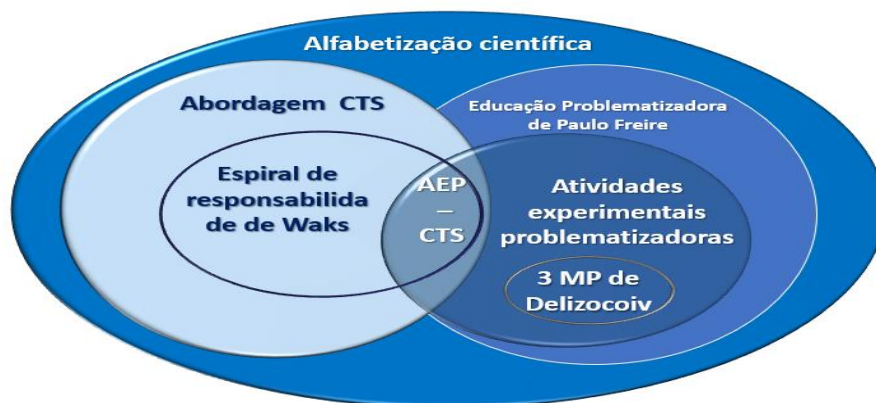 Alfabetização científica
Abordagem CTS
Educação Problematizadora
de Paulo Freire
Espiral de
responsabilida
de de Waks
AEP
–
CTS
Atividades
experimentais
problematizadoras
3 MP de
Delizocoiv